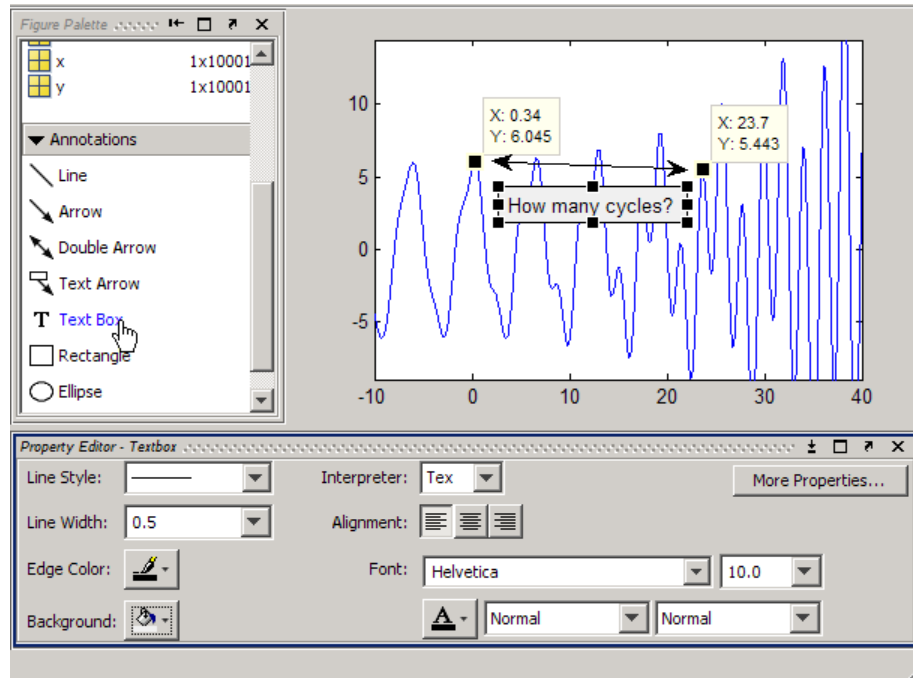 Figure Palette
x 1x10001
y 1x10001
Annotations
Line
Arrow
Double Arrow
Text Arrow
T Text Box
Rectangle
Ellipse
10
5
0
-5
-10 0 10 20 30 40
X: 0.34
Y: 6.045
X: 23.7
Y: 5.443
How many cycles?
Property Editor - Textbox
Line Style: Interpreter: Tex More Properties...
Line Width: 0.5 Alignment:
Edge Color: Font: Helvetica 10.0
Background: A Normal Normal